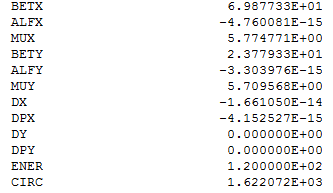 BETX 6.987733E+01
ALFX -4.760081E-15
MUX 5.774771E+00
BETY 2.377933E+01
ALFY -3.303976E-15
MUY 5.709568E+00
DX -1.661050E-14
DPX -4.152527E-15
DY 0.000000E+00
DPY 0.000000E+00
ENER 1.200000E+02
CIRC 1.622072E+03